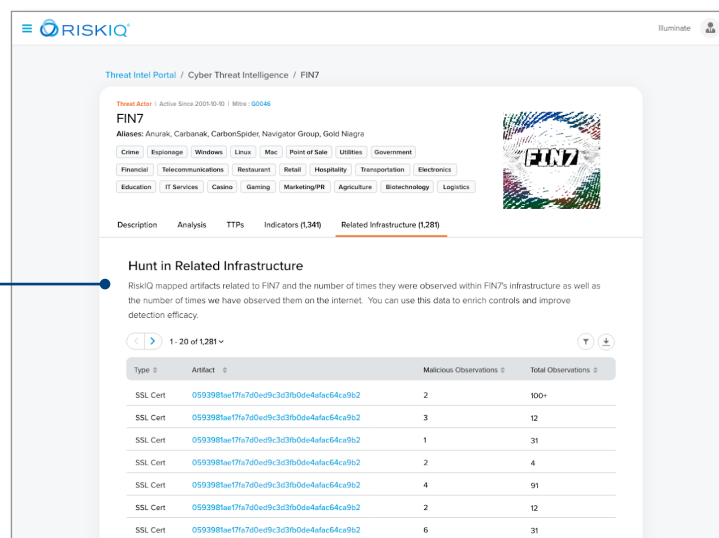 RISKIQ
Illuminate
Threat Intel Portal / Cyber Threat Intelligence / FIN7
Threat Actor | Active Since 2001-10-10 | Mitre : G0046
FIN7
Aliases: Anurak, Carbanak, CarbonSpider, Navigator Group, Gold Niagra
Crime Espionage Windows Linux Mac Point of Sale Utilities Government
Financial Telecommunications Restaurant Retail Hospitality Transportation Electronics
Education IT Services Casino Gaming Marketing/PR Agriculture Biotechnology Logistics
FIN7
Description Analysis TTPs Indicators (1,341) Related Infrastructure (1,281)
Hunt in Related Infrastructure
RiskIQ mapped artifacts related to FIN7 and the number of times they were observed within FIN7's infrastructure as well as
the number of times we have observed them on the internet. You can use this data to enrich controls and improve
detection efficacy.
1 - 20 of 1,281
Type Artifact Malicious Observations Total Observations
SSL Cert 0593981ae17fa7d0ed9c3d3fb0de4afac64ca9b2 2 100+
SSL Cert 0593981ae17fa7d0ed9c3d3fb0de4afac64ca9b2 3 12
SSL Cert 0593981ae17fa7d0ed9c3d3fb0de4afac64ca9b2 1 31
SSL Cert 0593981ae17fa7d0ed9c3d3fb0de4afac64ca9b2 2 4
SSL Cert 0593981ae17fa7d0ed9c3d3fb0de4afac64ca9b2 4 91
SSL Cert 0593981ae17fa7d0ed9c3d3fb0de4afac64ca9b2 2 12
SSL Cert 0593981ae17fa7d0ed9c3d3fb0de4afac64ca9b2 6 31